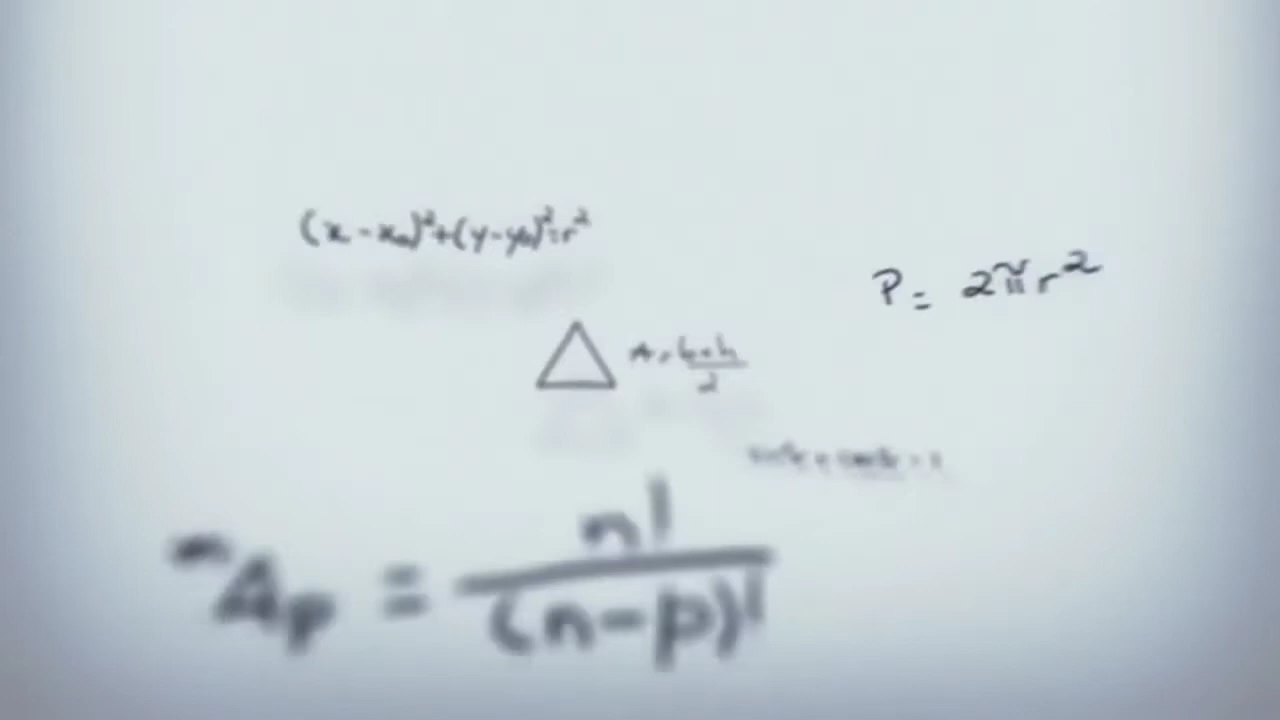 (x - x₀)²+(y-y₀)²=r²
P = 2πr²
A = b×h/2
ⁿAp = n!/(n-p)!